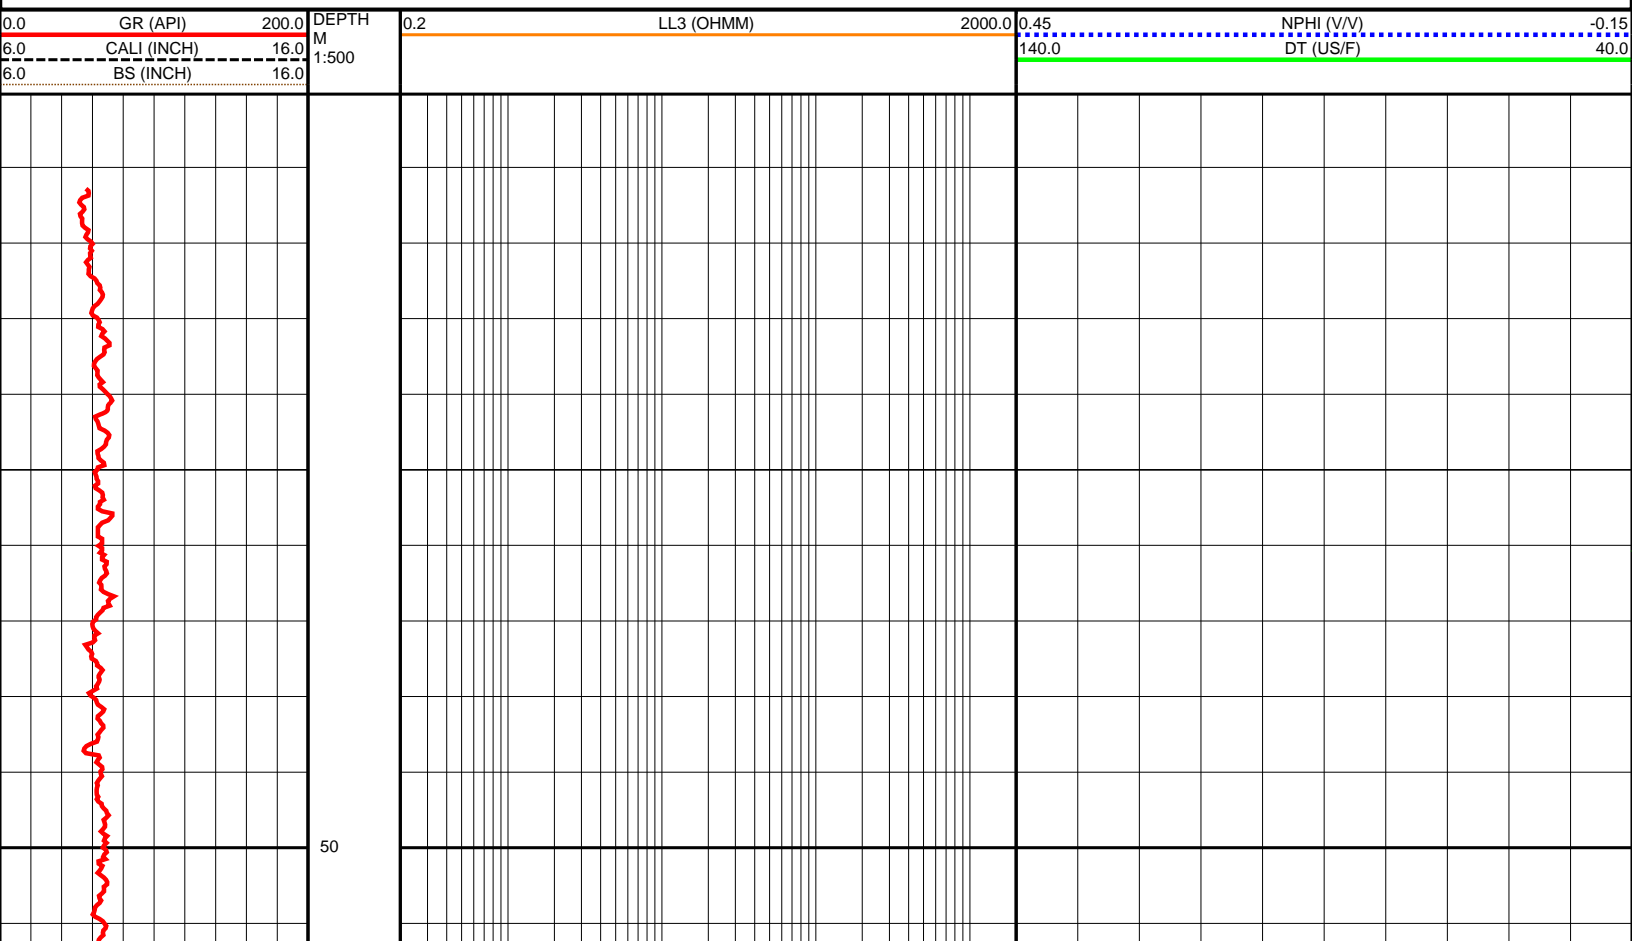 0.0 GR (API) 200.0
6.0 CALI (INCH) 16.0
6.0 BS (INCH) 16.0
DEPTH
M
1:500
0.2 LL3 (OHMM) 2000.0
0.45 NPHI (V/V) -0.15
140.0 DT (US/F) 40.0
50